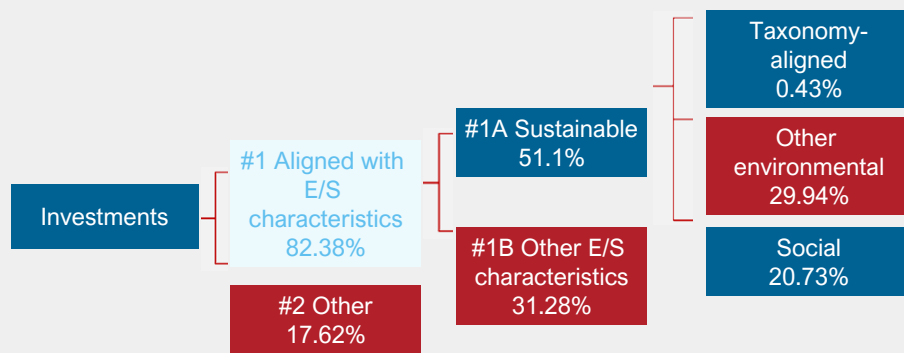 Investments
#1 Aligned with
E/S
characteristics
82.38%
#2 Other
17.62%
#1A Sustainable
51.1%
#1B Other E/S
characteristics
31.28%
Taxonomy-
aligned
0.43%
Other
environmental
29.94%
Social
20.73%